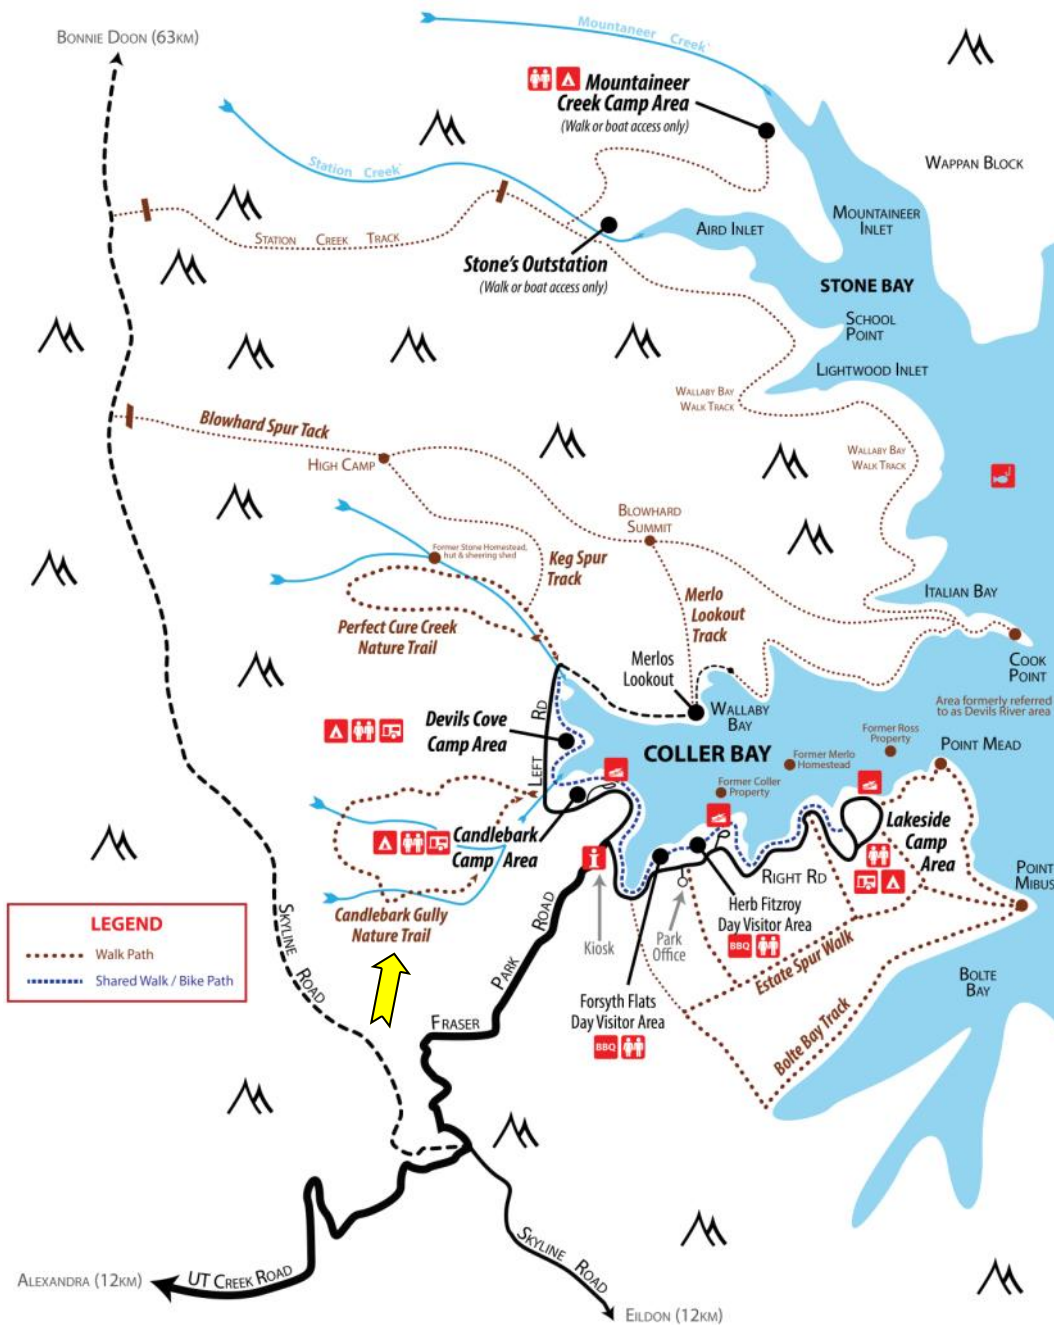 BONNIE DOON (63KM)
Mountaineer Creek`
Mountaineer
Creek Camp Area
(Walk or boat access only)
Station Creek`
WAPPAN BLOCK
MOUNTAINEER
INLET
AIRD INLET
STATION CREEK TRACK
Stone's Outstation
(Walk or boat access only)
STONE BAY
SCHOOL
POINT
LIGHTWOOD INLET
WALLABY BAY
WALK TRACK
Blowhard Spur Tack
HIGH CAMP
WALLABY BAY
WALK TRACK
BLOWHARD
SUMMIT
Former Stone Homestead,
hut & sheering shed
Keg Spur
Track
Merlo
Lookout
Track
ITALIAN BAY
Perfect Cure Creek
Nature Trail
Merlos
Lookout
COOK
POINT
WALLABY
BAY
Area formerly referred
to as Devils River area
Devils Cove
Camp Area
LEFT RD
COLLER BAY
Former Ross
Property
POINT MEAD
Former Merlo
Homestead
Former Coller
Property
Candlebark
Camp Area
Lakeside
Camp
Area
RIGHT RD
POINT
MIBUS
Herb Fitzroy
Day Visitor Area
BBQ
Candlebark Gully
Nature Trail
Kiosk
Park
Office
Estate Spur Walk
BOLTE
BAY
LEGEND
Walk Path
Shared Walk / Bike Path
SKYLINE ROAD
FRASER PARK ROAD
Forsyth Flats
Day Visitor Area
BBQ
Bolte Bay Track
ALEXANDRA (12KM)
UT CREEK ROAD
SKYLINE ROAD
EILDON (12KM)